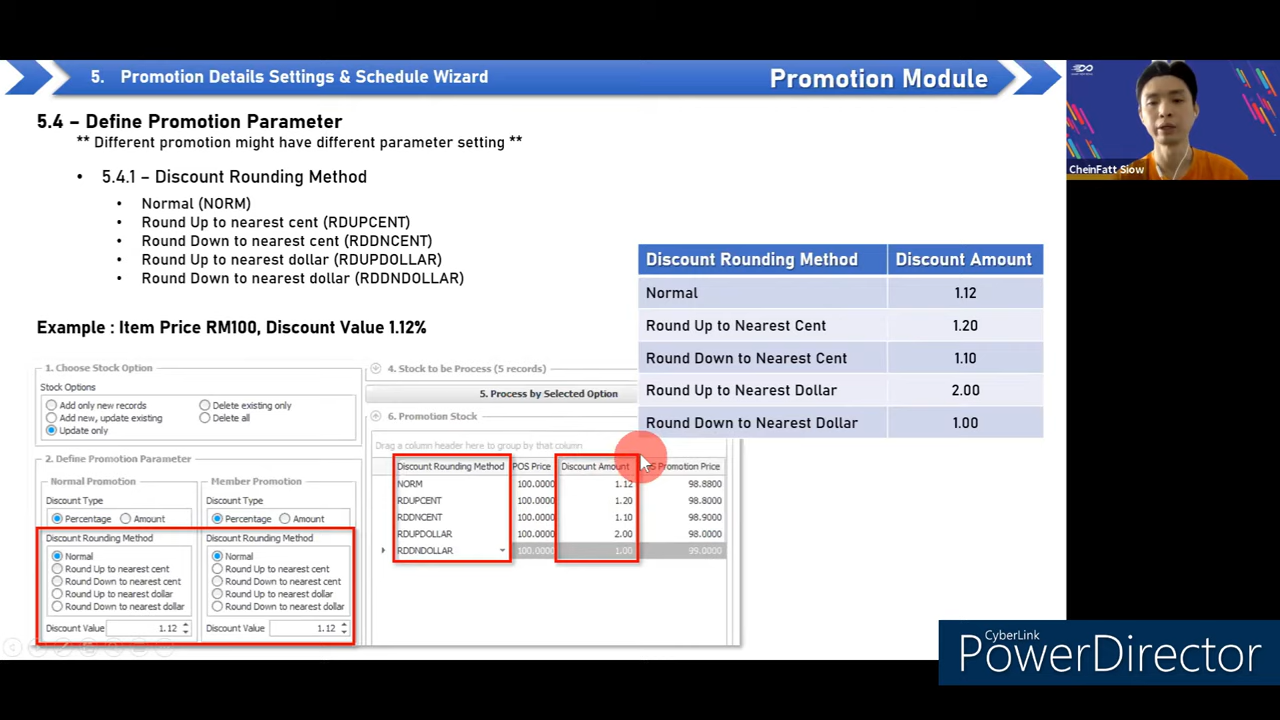 5. Promotion Details Settings & Schedule Wizard
Promotion Module
5.4 – Define Promotion Parameter
** Different promotion might have different parameter setting **
• 5.4.1 – Discount Rounding Method
• Normal (NORM)
• Round Up to nearest cent (RDUPCENT)
• Round Down to nearest cent (RDDNCENT)
• Round Up to nearest dollar (RDUPDOLLAR)
• Round Down to nearest dollar (RDDNDOLLAR)
Example : Item Price RM100, Discount Value 1.12%
Discount Rounding Method Discount Amount
Normal 1.12
Round Up to Nearest Cent 1.20
Round Down to Nearest Cent 1.10
Round Up to Nearest Dollar 2.00
Round Down to Nearest Dollar 1.00
1. Choose Stock Option
Stock Options
Add only new records Delete existing only
Add new, update existing Delete all
Update only
2. Define Promotion Parameter
Normal Promotion Member Promotion
Discount Type Discount Type
Percentage Amount Percentage Amount
Discount Rounding Method Discount Rounding Method
Normal Normal
Round Up to nearest cent Round Up to nearest cent
Round Down to nearest cent Round Down to nearest cent
Round Up to nearest dollar Round Up to nearest dollar
Round Down to nearest dollar Round Down to nearest dollar
Discount Value 1.12 Discount Value 1.12
4. Stock to be Process (5 records)
5. Process by Selected Option
6. Promotion Stock
Drag a column header here to group by that column
Discount Rounding Method POS Price Discount Amount Promotion Price
NORM 100.0000 1.12 98.8800
RDUPCENT 100.0000 1.20 98.8000
RDDNCENT 100.0000 1.10 98.9000
RDUPDOLLAR 100.0000 2.00 98.0000
RDDNDOLLAR 100.0000 1.00 99.0000
CheinFatt Siow
CyberLink
PowerDirector